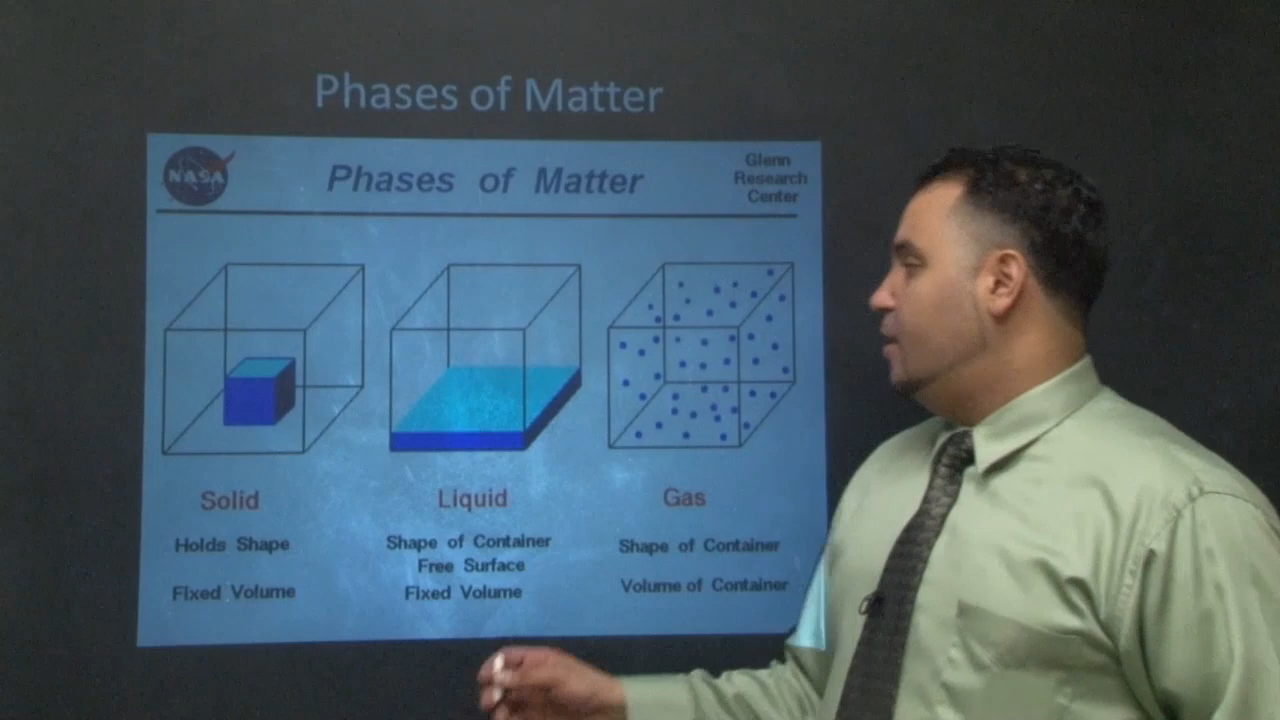 Phases of Matter
NASA
Phases of Matter
Glenn
Research
Center
Solid
Liquid
Gas
Holds Shape
Fixed Volume
Shape of Container
Free Surface
Fixed Volume
Shape of Container
Volume of Container